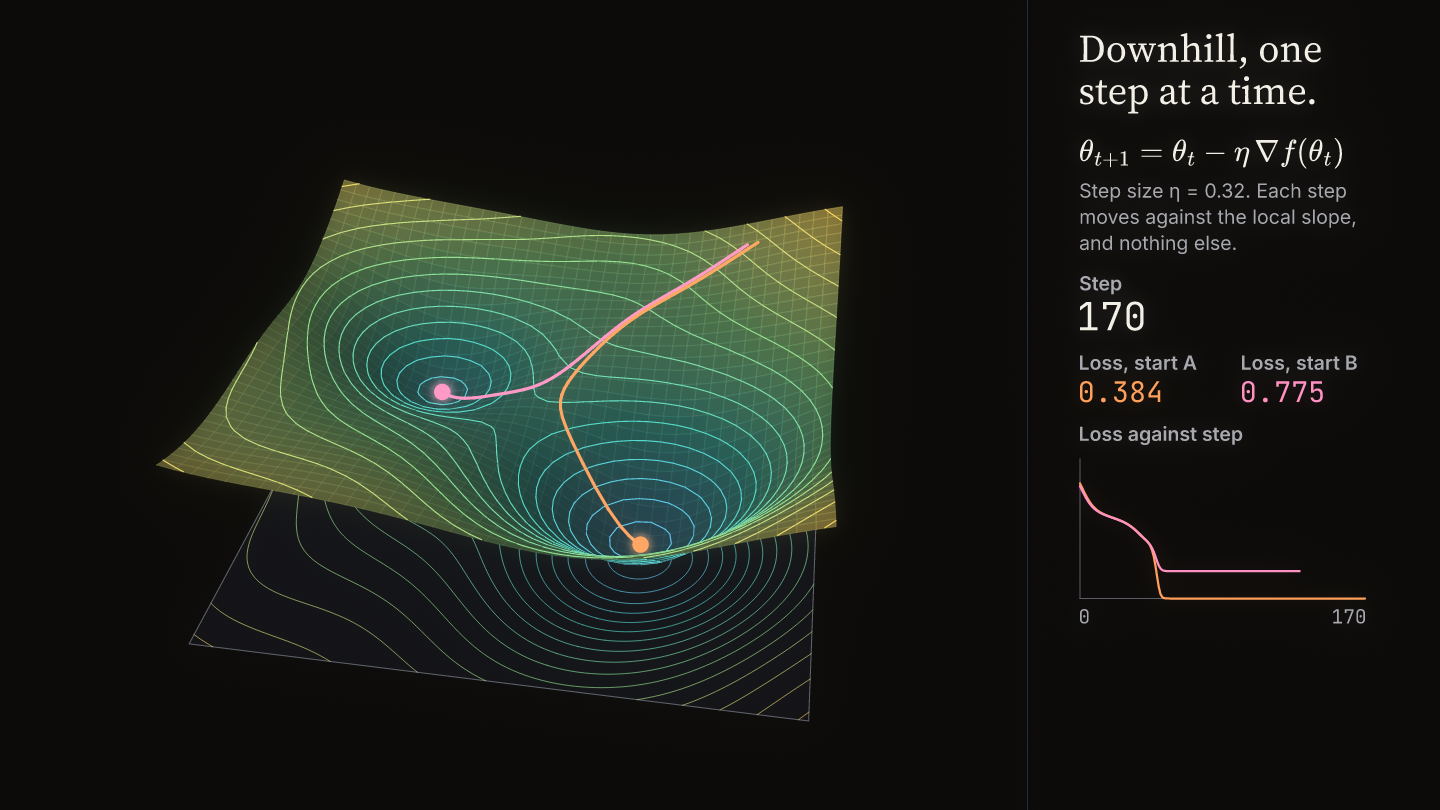 Downhill, one
step at a time.
θₜ₊₁ = θₜ − η ∇f(θₜ)
Step size η = 0.32. Each step
moves against the local slope,
and nothing else.
Step
170
Loss, start A
0.384
Loss, start B
0.775
Loss against step
0
170